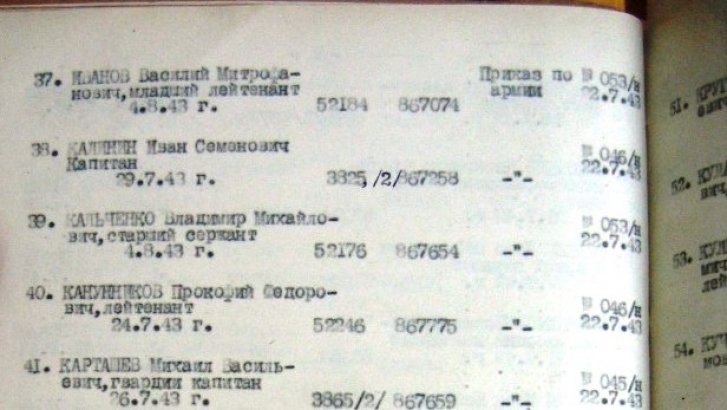 37. ИВАНОВ Василий Митрофа- Приказ по № 053/н
нович, младший лейтенант армии 22.7.43
4.8.43 г. 52184 867074
38. КАЛИНИН Иван Семенович № 046/н
Капитан 22.7.43
29.7.43 г. 3825/2/ 867258 -"-
39. КАЛЬЧЕНКО Владимир Михайло- № 053/н
вич, старший сержант 22.7.43
4.8.43 г. 52176 867654 -"-
40. КАНУННИКОВ Прокофий Федоро- № 046/н
вич, лейтенант 22.7.43
24.7.43 г. 52246 867775 -"-
41. КАРТАШЕВ Михаил Василь- № 045/н
евич, гвардии капитан 22.7.43
26.7.43 г. 3865/2/ 867659 -"-
51.
52.
53.
54.